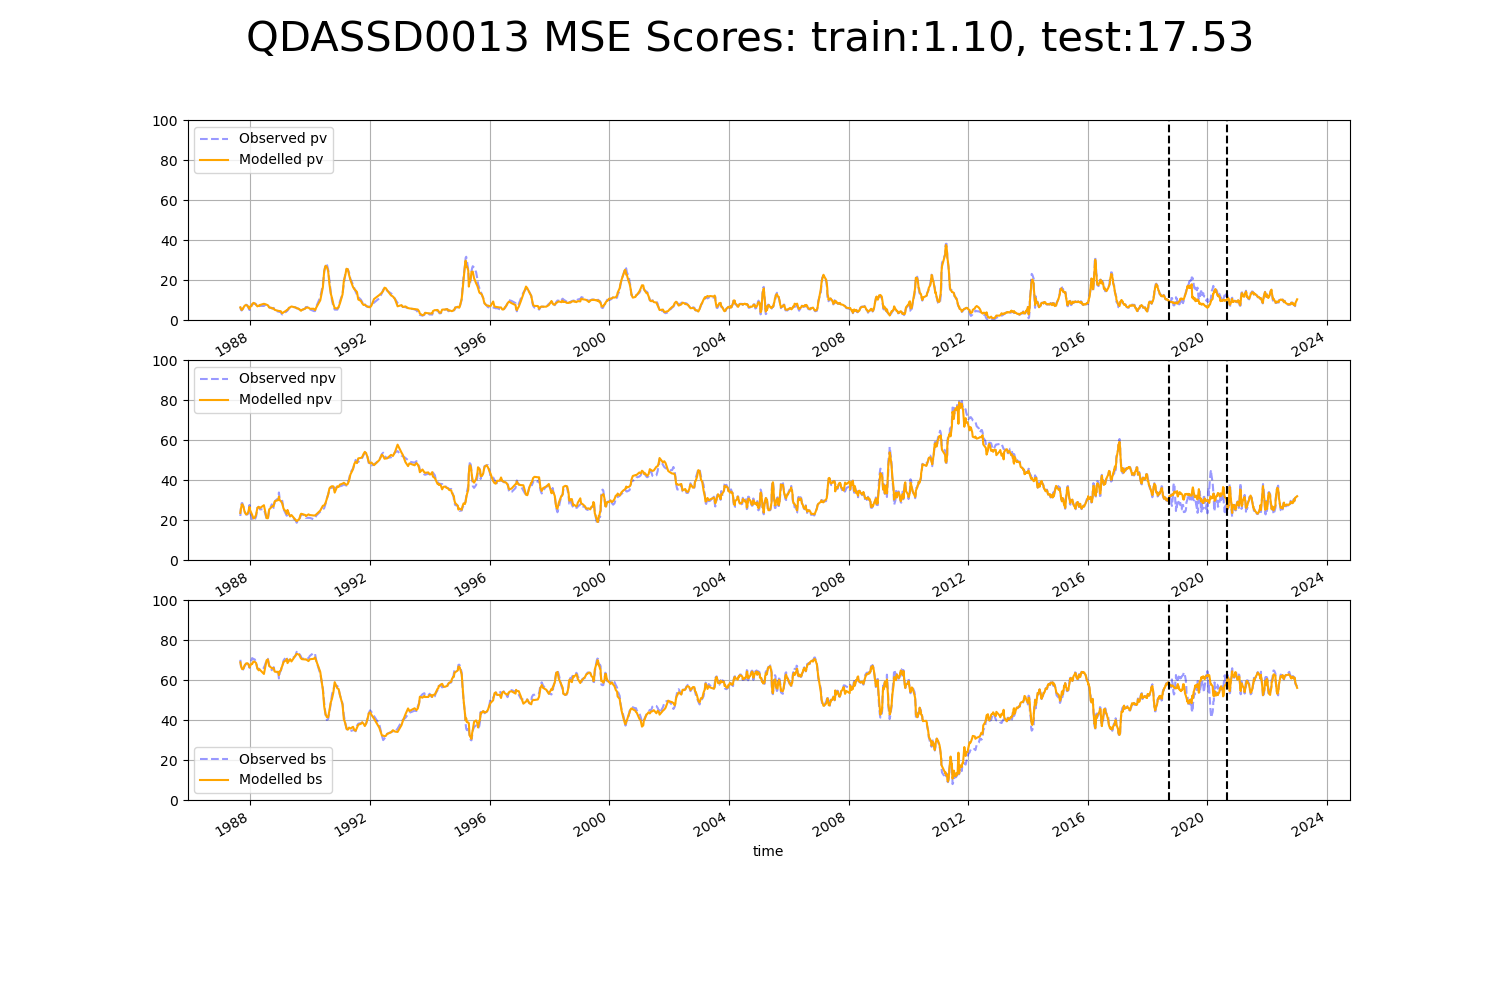 QDASSD0013 MSE Scores: train:1.10, test:17.53
100
80
60
40
20
0
Observed pv
Modelled pv
1988 1992 1996 2000 2004 2008 2012 2016 2020 2024
100
80
60
40
20
0
Observed npv
Modelled npv
1988 1992 1996 2000 2004 2008 2012 2016 2020 2024
100
80
60
40
20
0
Observed bs
Modelled bs
1988 1992 1996 2000 2004 2008 2012 2016 2020 2024
time